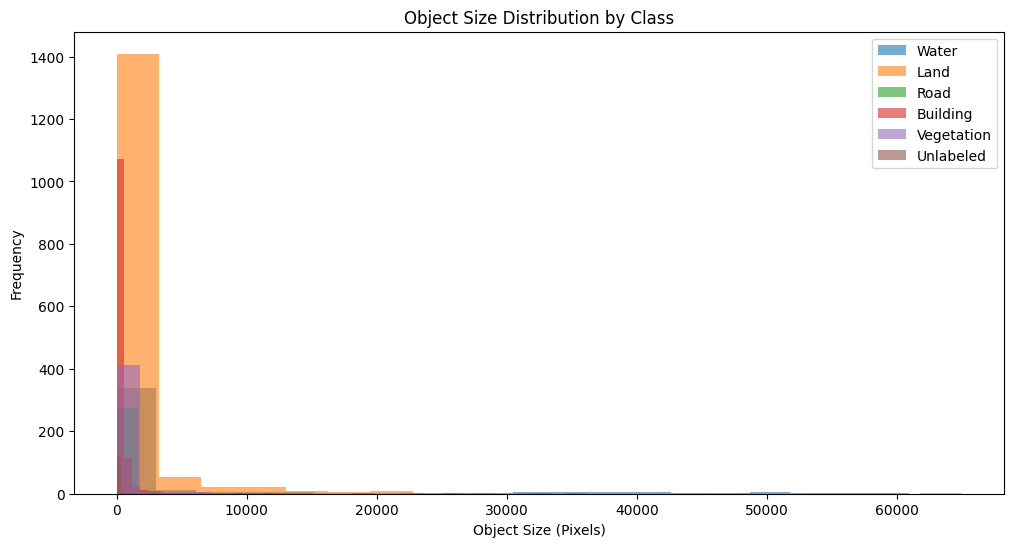 Object Size Distribution by Class
Water
Land
Road
Building
Vegetation
Unlabeled
1400
1200
1000
800
600
400
200
0
Frequency
0 10000 20000 30000 40000 50000 60000
Object Size (Pixels)